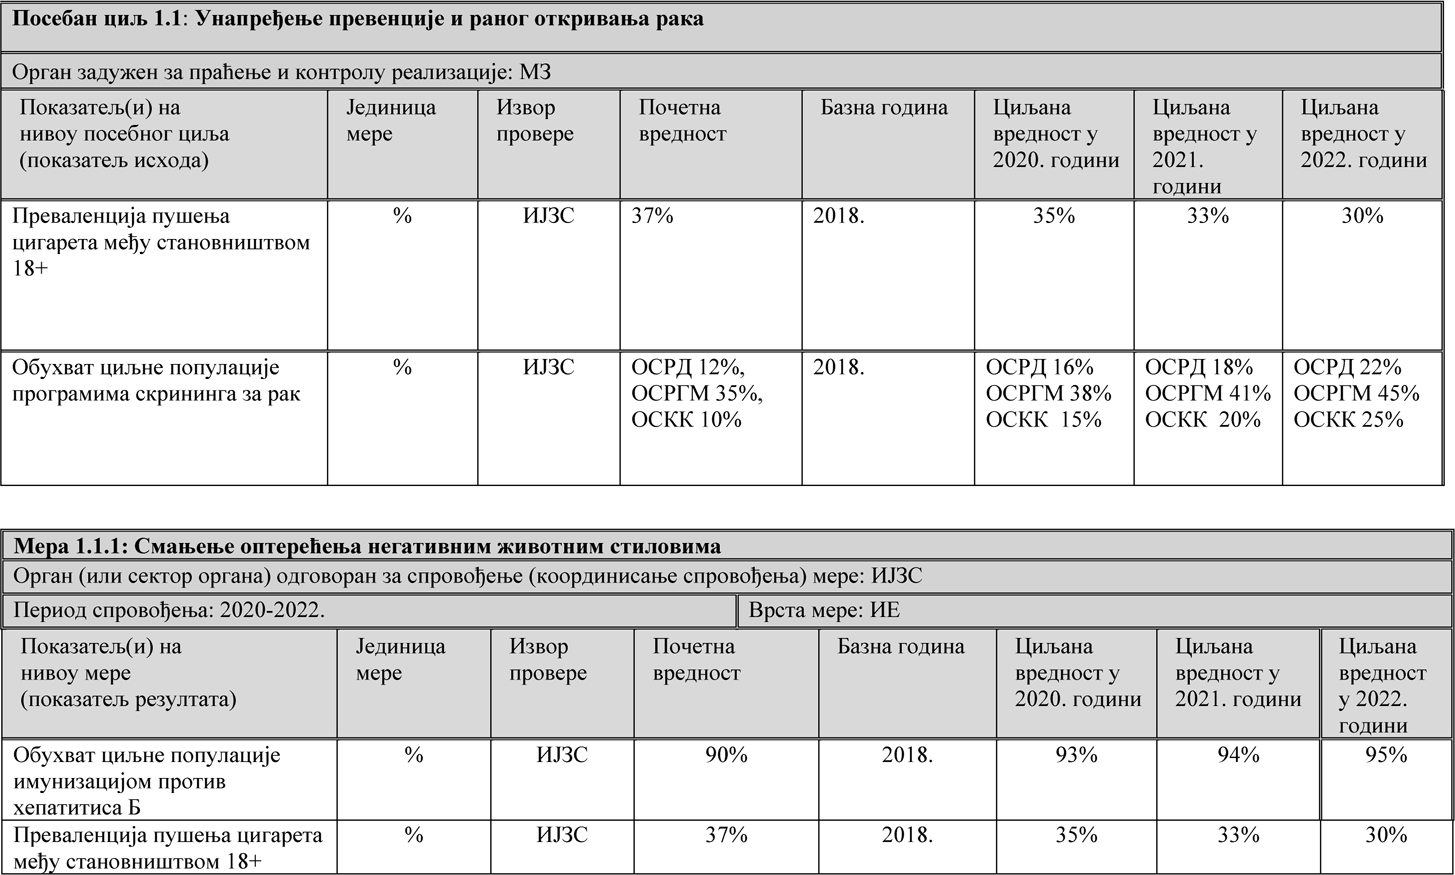 Посебан циљ 1.1: Унапређење превенције и раног откривања рака
Орган задужен за праћење и контролу реализације: МЗ
Показатељ(и) на
нивоу посебног циља
(показатељ исхода)
Јединица
мере
Извор
провере
Почетна
вредност
Базна година
Циљана
вредност у
2020. години
Циљана
вредност у
2021.
години
Циљана
вредност у
2022. години
Преваленција пушења
цигарета међу становништвом
18+
%
ИЈЗС
37%
2018.
35%
33%
30%
Обухват циљне популације
програмима скрининга за рак
%
ИЈЗС
ОСРД 12%,
ОСРГМ 35%,
ОСКК 10%
2018.
ОСРД 16%
ОСРГМ 38%
ОСКК  15%
ОСРД 18%
ОСРГМ 41%
ОСКК  20%
ОСРД 22%
ОСРГМ 45%
ОСКК 25%
Мера 1.1.1: Смањење оптерећења негативним животним стиловима
Орган (или сектор органа) одговоран за спровођење (координисање спровођења) мере: ИЈЗС
Период спровођења: 2020-2022.
Врста мере: ИЕ
Показатељ(и) на
нивоу мере
(показатељ резултата)
Јединица
мере
Извор
провере
Почетна
вредност
Базна година
Циљана
вредност у
2020. години
Циљана
вредност у
2021. години
Циљана
вредност
у 2022.
години
Обухват циљне популације
имунизацијом против
хепатитиса Б
%
ИЈЗС
90%
2018.
93%
94%
95%
Преваленција пушења цигарета
међу становништвом 18+
%
ИЈЗС
37%
2018.
35%
33%
30%